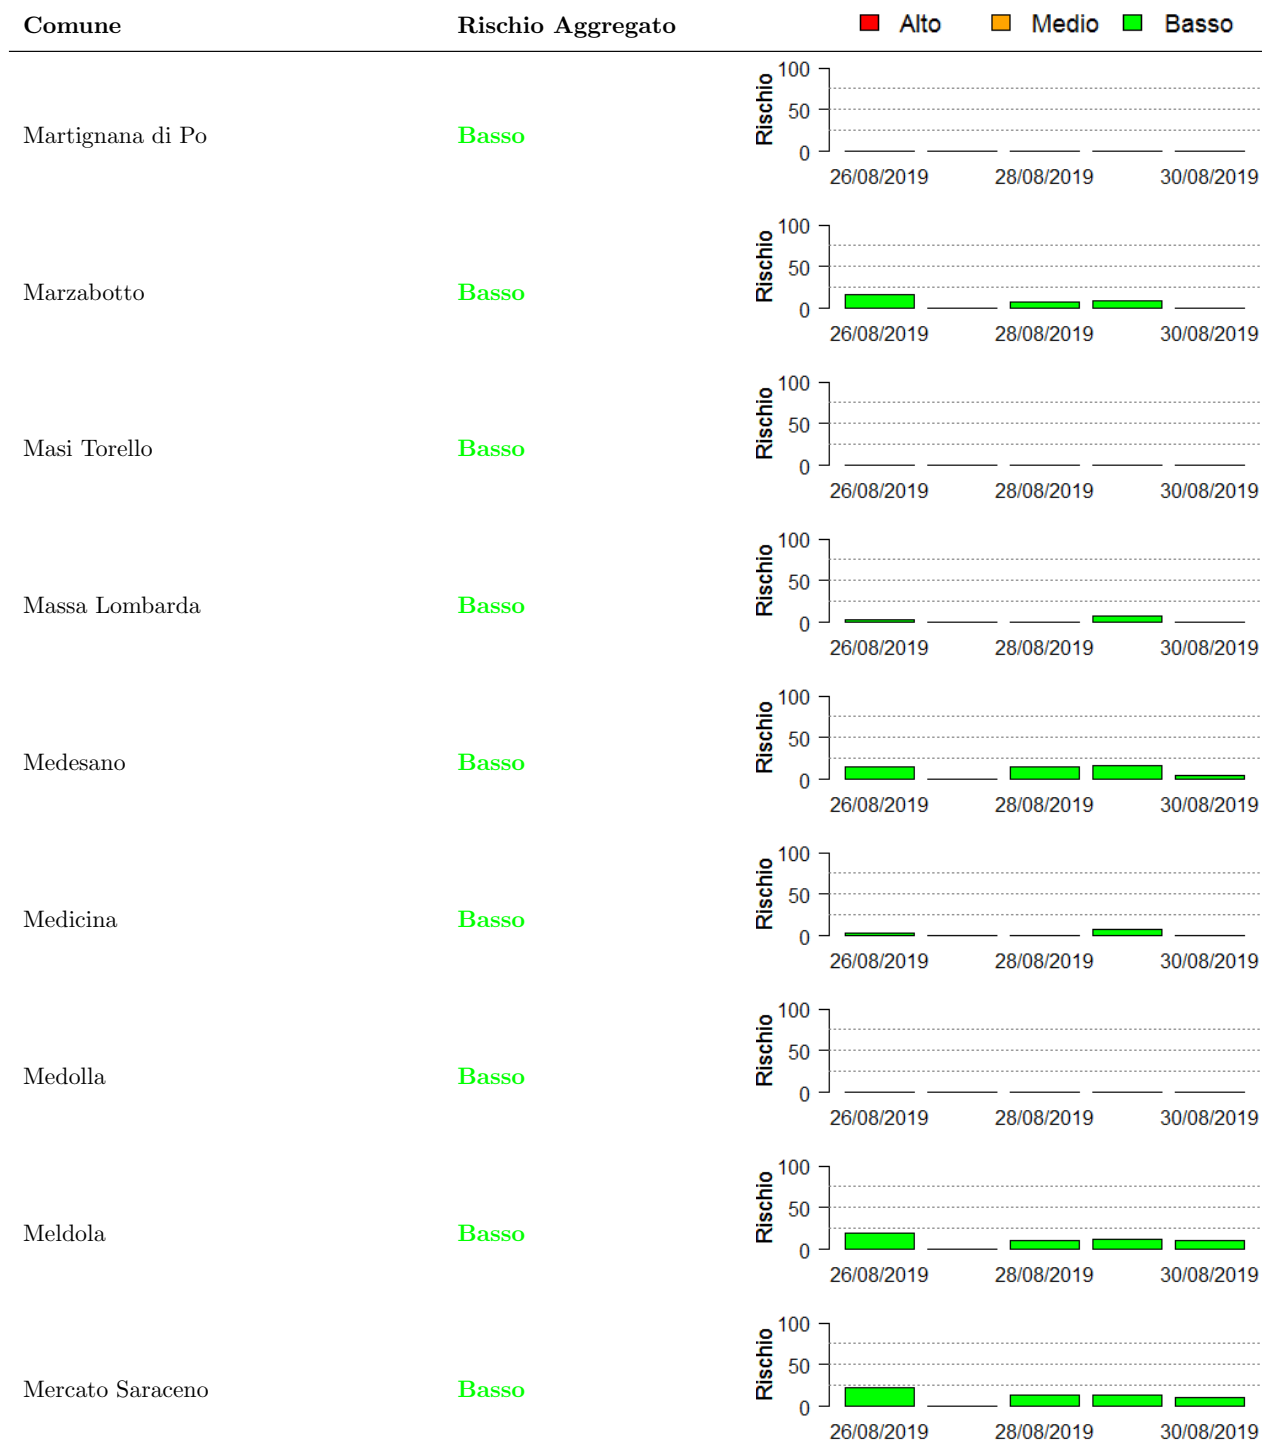 Comune Rischio Aggregato Alto Medio Basso
100
50
0
Rischio
Martignana di Po Basso
26/08/2019 28/08/2019 30/08/2019
100
50
0
Rischio
Marzabotto Basso
26/08/2019 28/08/2019 30/08/2019
100
50
0
Rischio
Masi Torello Basso
26/08/2019 28/08/2019 30/08/2019
100
50
0
Rischio
Massa Lombarda Basso
26/08/2019 28/08/2019 30/08/2019
100
50
0
Rischio
Medesano Basso
26/08/2019 28/08/2019 30/08/2019
100
50
0
Rischio
Medicina Basso
26/08/2019 28/08/2019 30/08/2019
100
50
0
Rischio
Medolla Basso
26/08/2019 28/08/2019 30/08/2019
100
50
0
Rischio
Meldola Basso
26/08/2019 28/08/2019 30/08/2019
100
50
0
Rischio
Mercato Saraceno Basso
26/08/2019 28/08/2019 30/08/2019